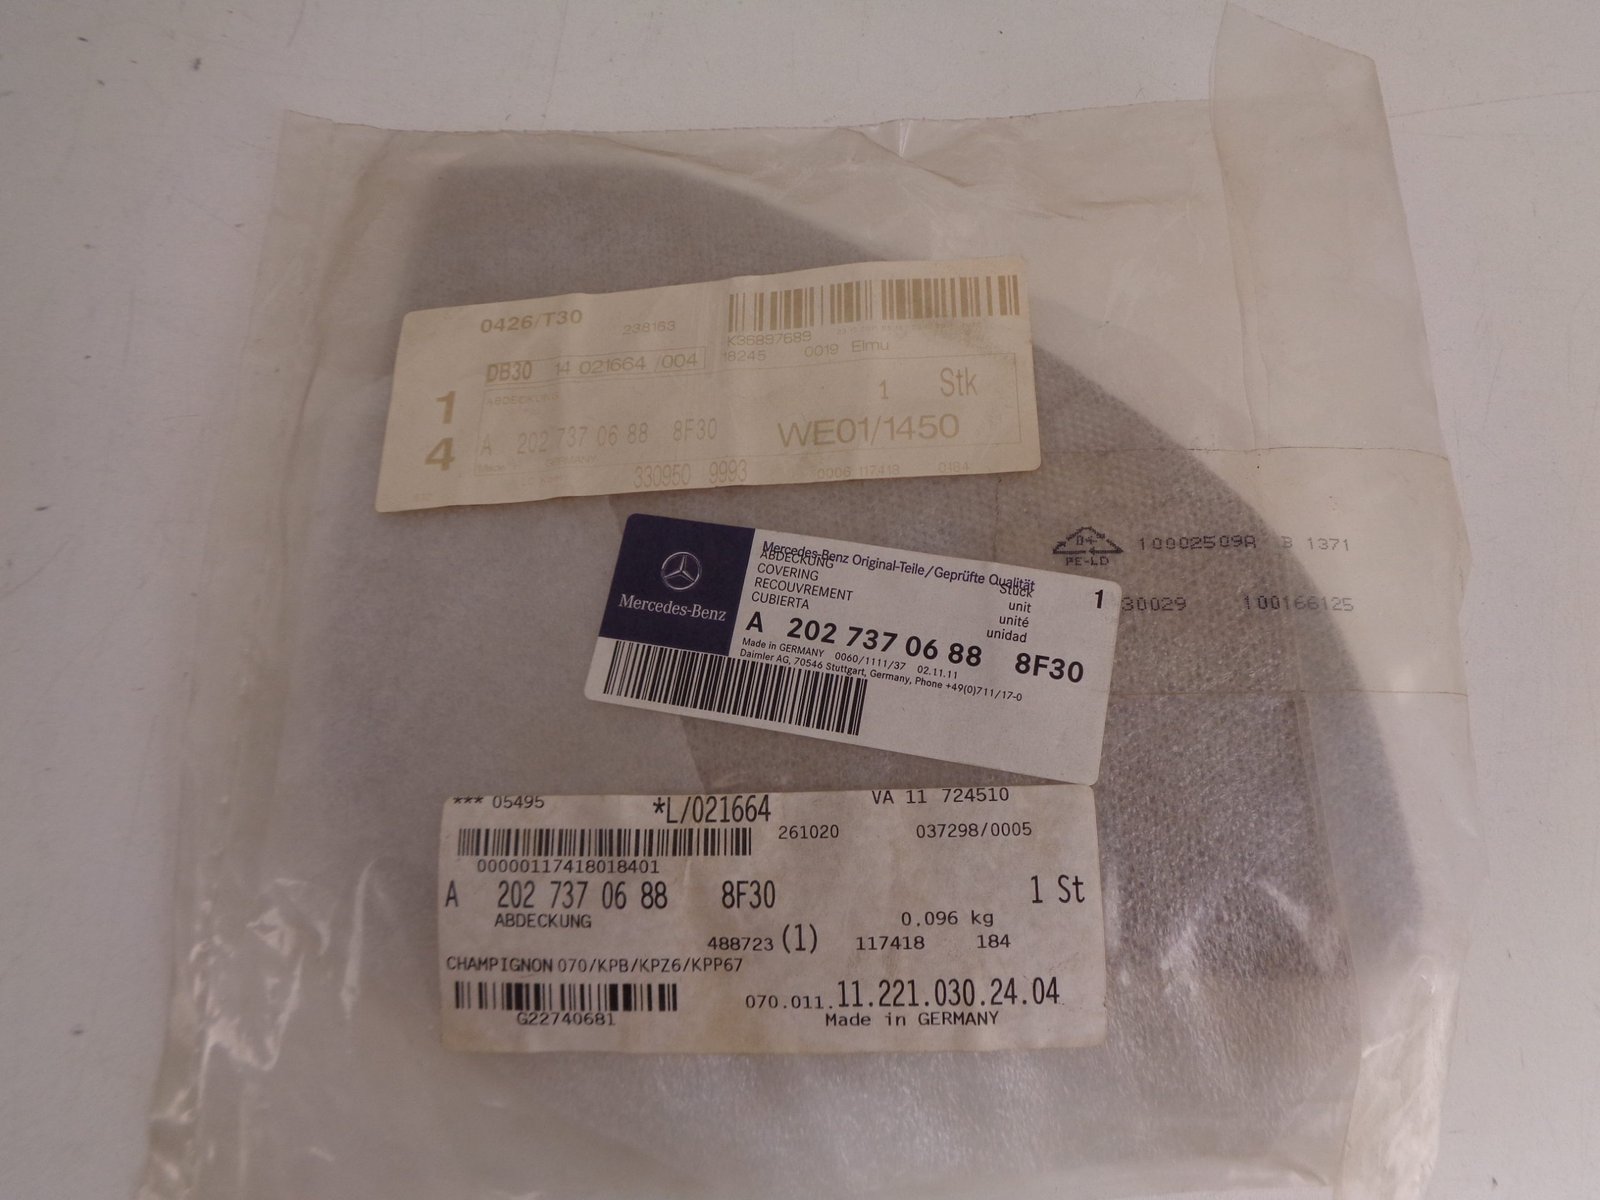 0426/T30 238163
K36897689
18245 0019 Elmu
DB30 14 021664 /004
ABDECKUNG
1 Stk
1
4
A 202 737 06 88 8F30 WE01/1450
GERMANY
330950 9993 0006 117418 0184
Mercedes-Benz
Mercedes-Benz Original-Teile/Geprüfte Qualität
ABDECKUNG Stück 1
COVERING unit
RECOUVREMENT unité
CUBIERTA unidad
A 202 737 06 88 8F30
Made in GERMANY 0060/1111/37 02.11.11
Daimler AG, 70546 Stuttgart, Germany, Phone +49(0)711/17-0
PE-LD
10002509A B 1371
30029 100166125
*** 05495 *L/021664 VA 11 724510
261020 037298/0005
00000117418018401
A 202 737 06 88 8F30 1 St
ABDECKUNG 0,096 kg
488723 (1) 117418 184
CHAMPIGNON 070/KPB/KPZ6/KPP67
070.011.11.221.030.24.04
G22740681 Made in GERMANY